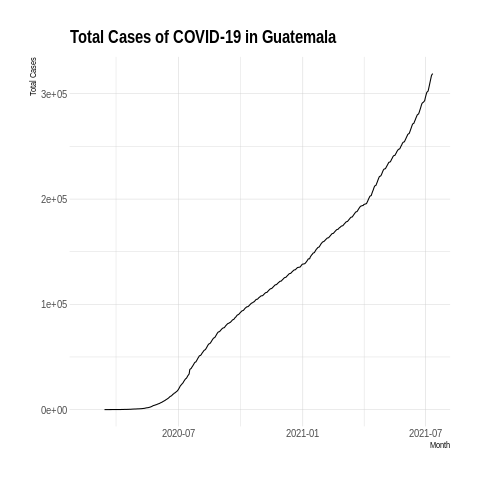 Total Cases of COVID-19 in Guatemala
Total Cases
3e+05
2e+05
1e+05
0e+00
2020-07 2021-01 2021-07
Month